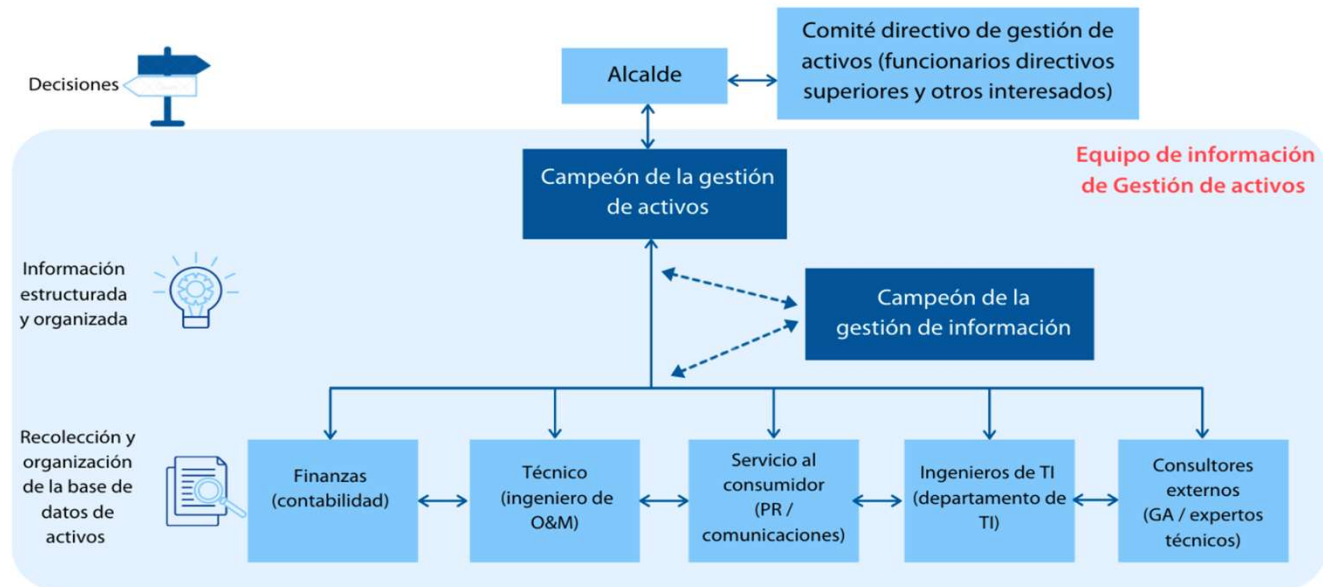 Decisiones
Alcalde
Comité directivo de gestión de
activos (funcionarios directivos
superiores y otros interesados)
Equipo de información
de Gestión de activos
Campeón de la gestión
de activos
Información
estructurada
y organizada
Campeón de la
gestión de información
Recolección y
organización
de la base de
datos de
activos
Finanzas
(contabilidad)
Técnico
(ingeniero de
O&M)
Servicio al
consumidor
(PR /
comunicaciones)
Ingenieros de TI
(departamento de
TI)
Consultores
externos
(GA / expertos
técnicos)